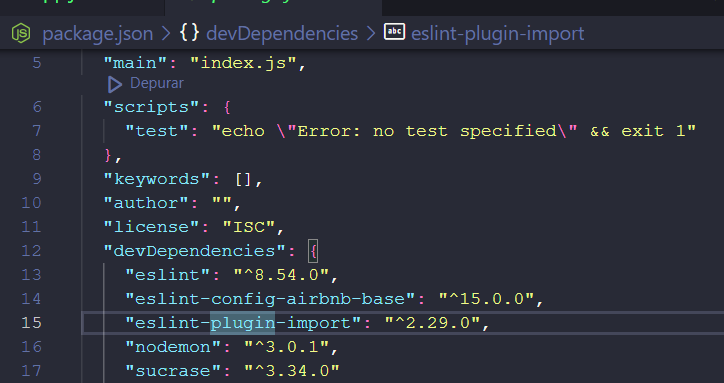 package.json > {} devDependencies > abc eslint-plugin-import
5 "main": "index.js",
Depurar
6 "scripts": {
7 "test": "echo \"Error: no test specified\" && exit 1"
8 },
9 "keywords": [],
10 "author": "",
11 "license": "ISC",
12 "devDependencies": {
13 "eslint": "^8.54.0",
14 "eslint-config-airbnb-base": "^15.0.0",
15 "eslint-plugin-import": "^2.29.0",
16 "nodemon": "^3.0.1",
17 "sucrase": "^3.34.0"